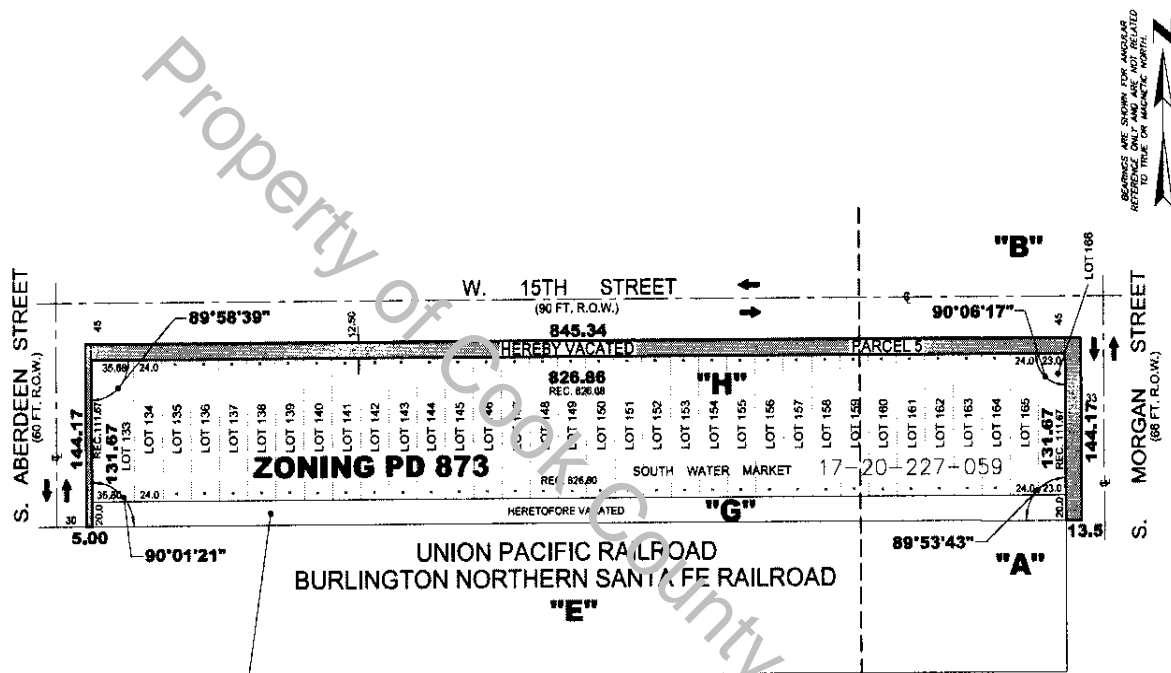 Property of Cook County
BEARINGS ARE SHOWN FOR ANGULAR
REFERENCE ONLY AND ARE NOT RELATED
TO TRUE OR MAGNETIC NORTH.
"B"
LOT 166
W. 15TH STREET
(90 FT. R.O.W.)
S. ABERDEEN STREET
(60 FT. R.O.W.)
S. MORGAN STREET
(68 FT. R.O.W.)
45
89°58'39"
12.50
845.34
90°06'17"
45
HEREBY VACATED
PARCEL 5
35.68
24.0
826.86
REC. 826.68
"H"
24.0
23.0
144.17
REC. 111.67
131.67
LOT 133
LOT 134
LOT 135
LOT 136
LOT 137
LOT 138
LOT 139
LOT 140
LOT 141
LOT 142
LOT 143
LOT 144
LOT 145
LOT 148
LOT 149
LOT 150
LOT 151
LOT 152
LOT 153
LOT 154
LOT 155
LOT 156
LOT 157
LOT 158
LOT 159
LOT 160
LOT 161
LOT 162
LOT 163
LOT 164
LOT 165
131.67
REC. 111.67
144.17
ZONING PD 873
SOUTH WATER MARKET
17-20-227-059
REC. 826.80
35.80
24.0
24.0
23.0
20.0
20.0
HERETOFORE VACATED
"G"
30
5.00
13.5
90°01'21"
89°53'43"
UNION PACIFIC RAILROAD
BURLINGTON NORTHERN SANTA FE RAILROAD
"A"
"E"